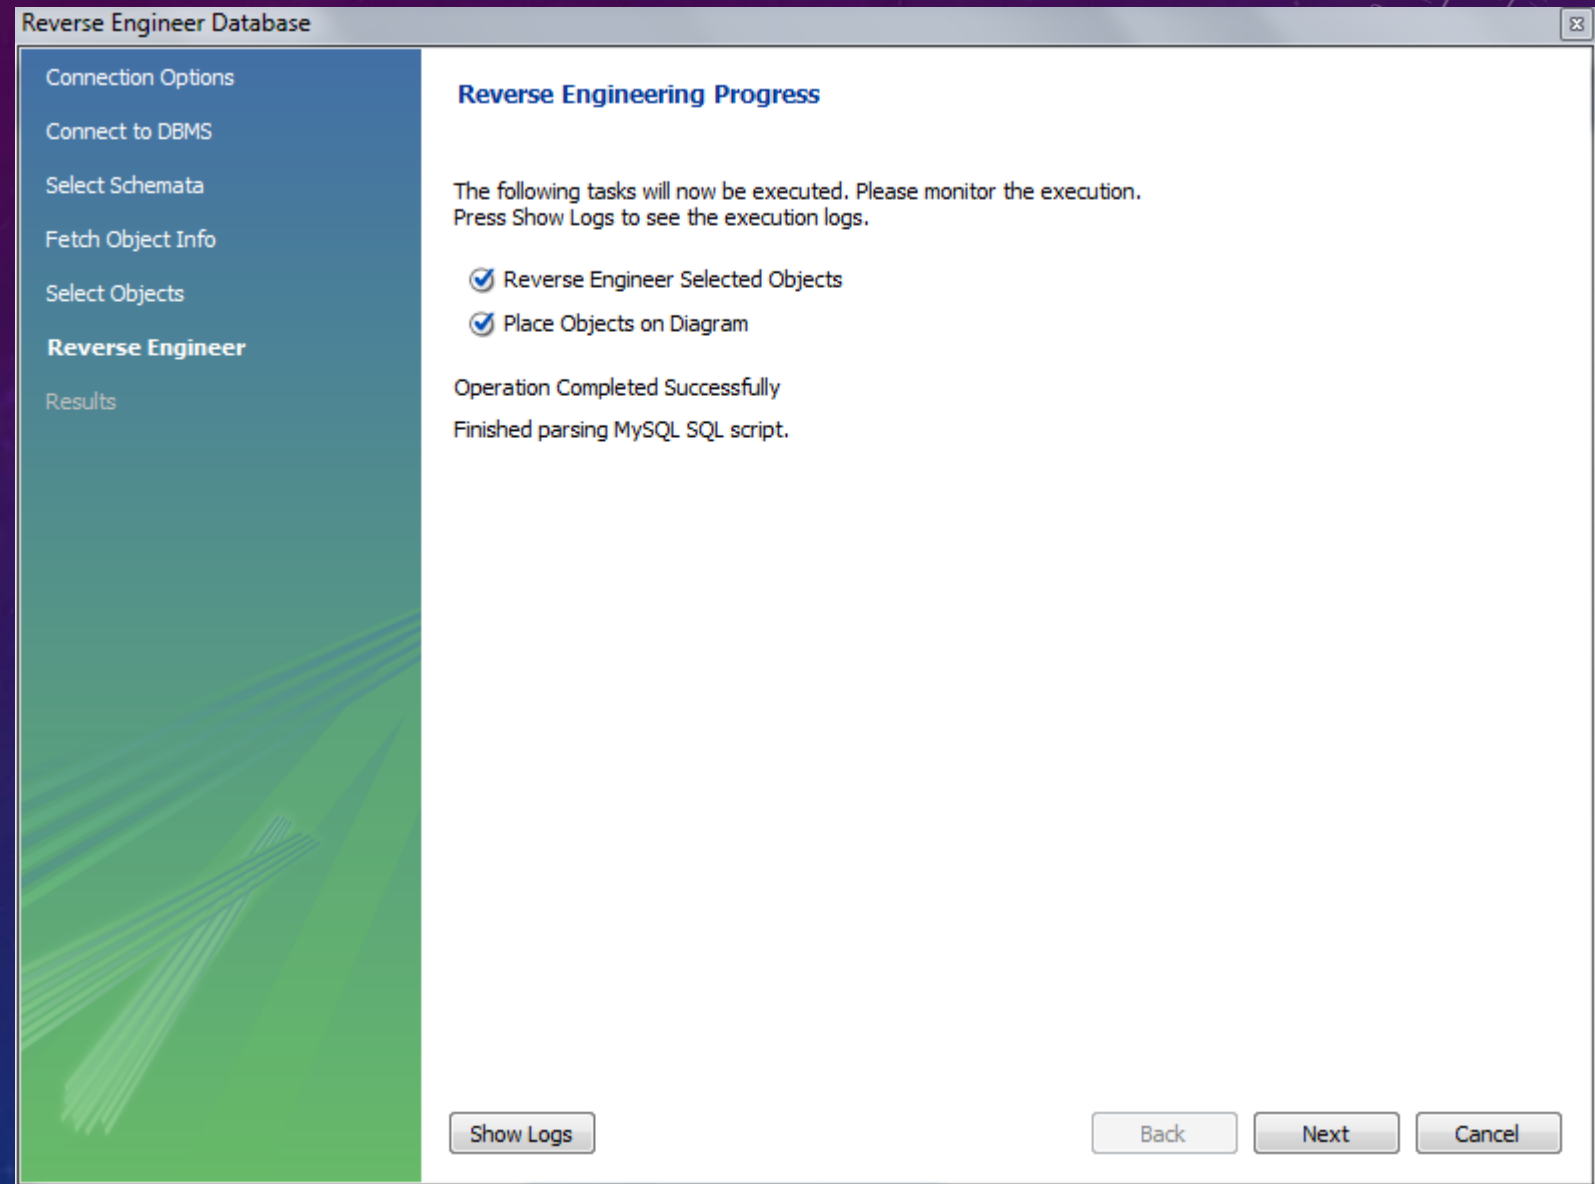 Reverse Engineer Database
Connection Options
Connect to DBMS
Select Schemata
Fetch Object Info
Select Objects
Reverse Engineer
Results
Reverse Engineering Progress
The following tasks will now be executed. Please monitor the execution.
Press Show Logs to see the execution logs.
Reverse Engineer Selected Objects
Place Objects on Diagram
Operation Completed Successfully
Finished parsing MySQL SQL script.
Show Logs
Back
Next
Cancel